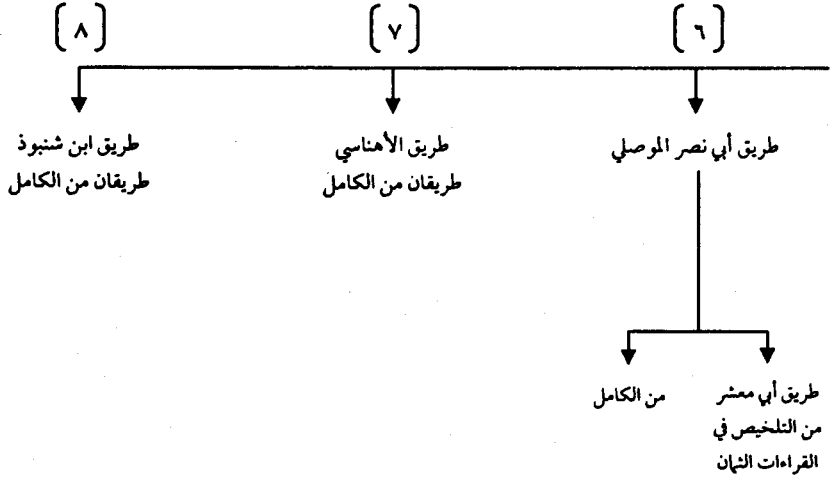 [٦]
[٧]
[٨]
طريق أبي نصر الموصلي
طريق الأهناسي
طريقان من الكامل
طريق ابن شنبوذ
طريقان من الكامل
طريق أبي معشر
من التلخيص في
القراءات الثمان
من الكامل